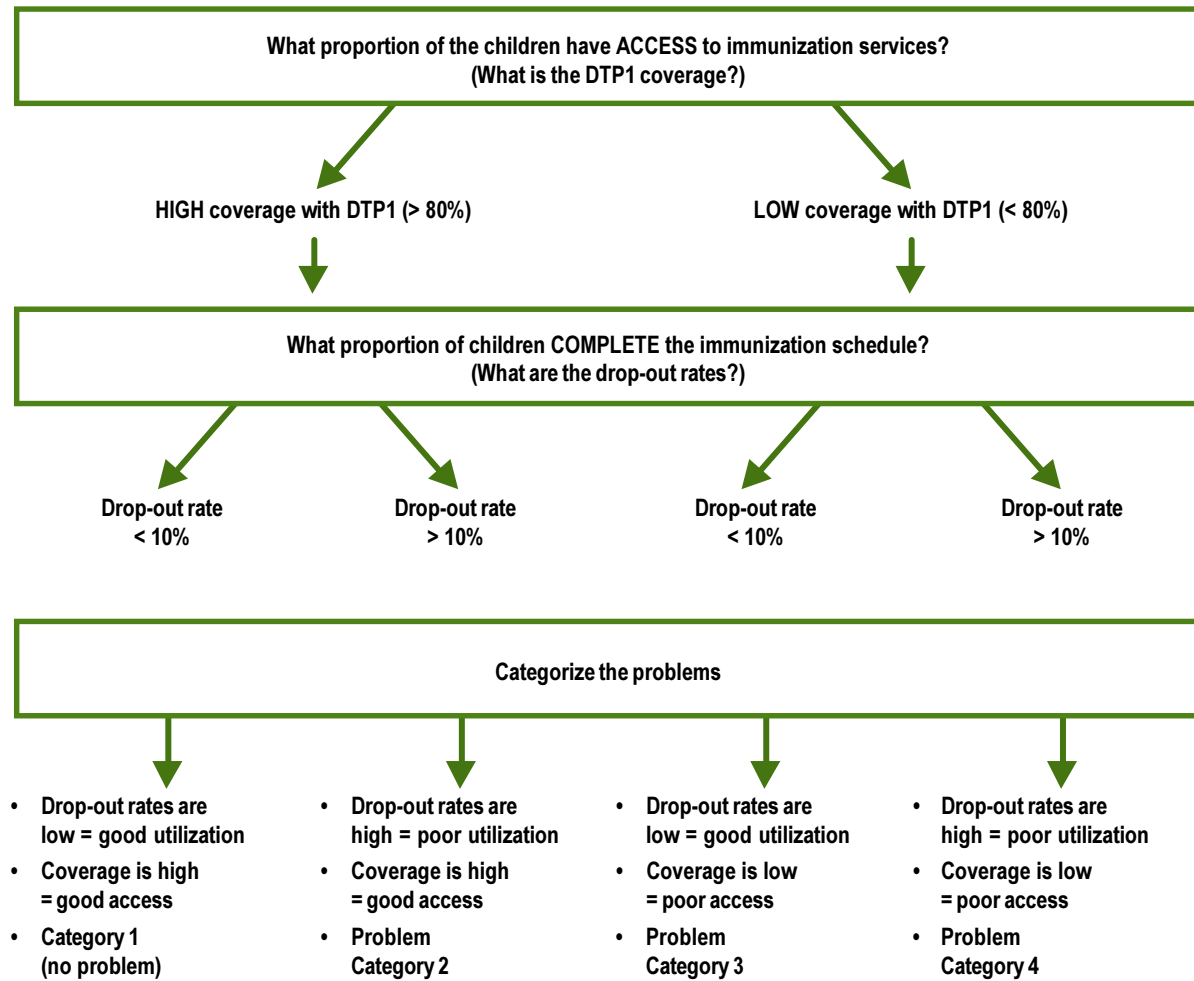 What proportion of the children have ACCESS to immunization services?
(What is the DTP1 coverage?)
HIGH coverage with DTP1 (> 80%)
LOW coverage with DTP1 (< 80%)
What proportion of children COMPLETE the immunization schedule?
(What are the drop-out rates?)
Drop-out rate
< 10%
Drop-out rate
> 10%
Drop-out rate
< 10%
Drop-out rate
> 10%
Categorize the problems
• Drop-out rates are
low = good utilization
• Coverage is high
= good access
• Category 1
(no problem)
• Drop-out rates are
high = poor utilization
• Coverage is high
= good access
• Problem
Category 2
• Drop-out rates are
low = good utilization
• Coverage is low
= poor access
• Problem
Category 3
• Drop-out rates are
high = poor utilization
• Coverage is low
= poor access
• Problem
Category 4